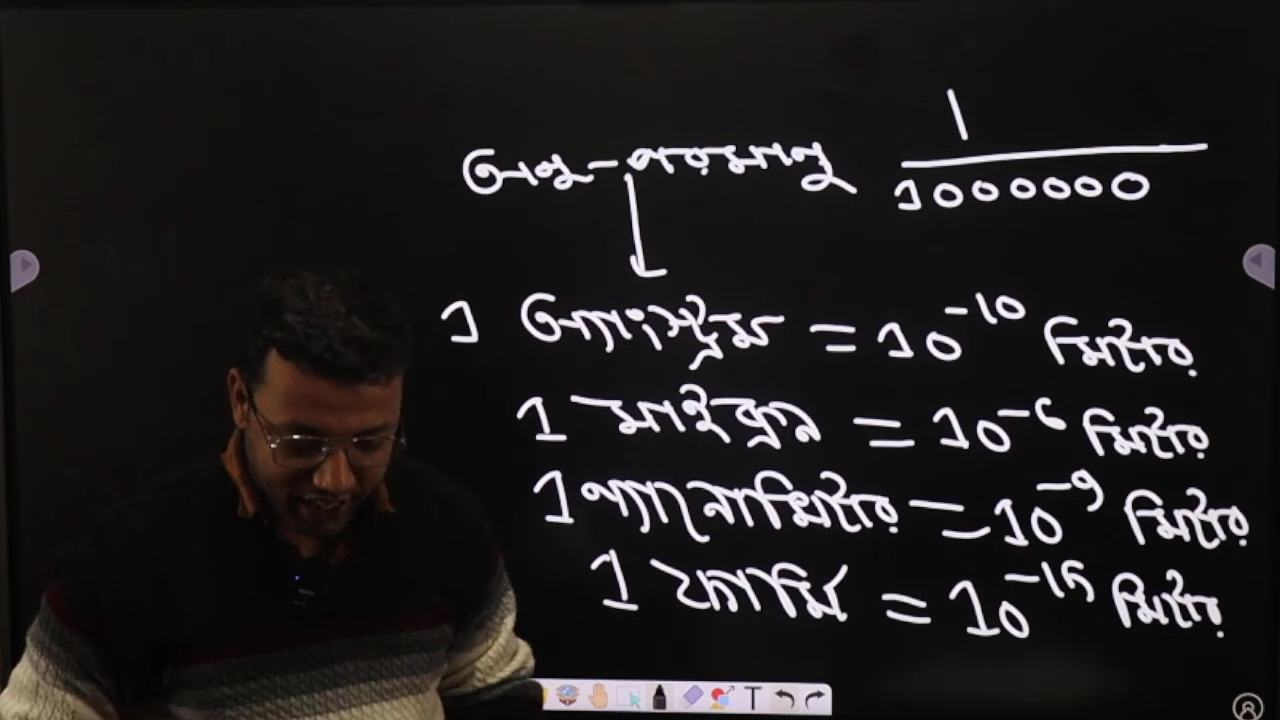 অণু-পরমাণু 1/1000000
1 অ্যাংস্ট্রম = 10⁻¹⁰ মিটার
1 মাইক্রন = 10⁻⁶ মিটার
1 ন্যানোমিটার = 10⁻⁹ মিটার
1 ফার্মি = 10⁻¹⁵ মিটার
T